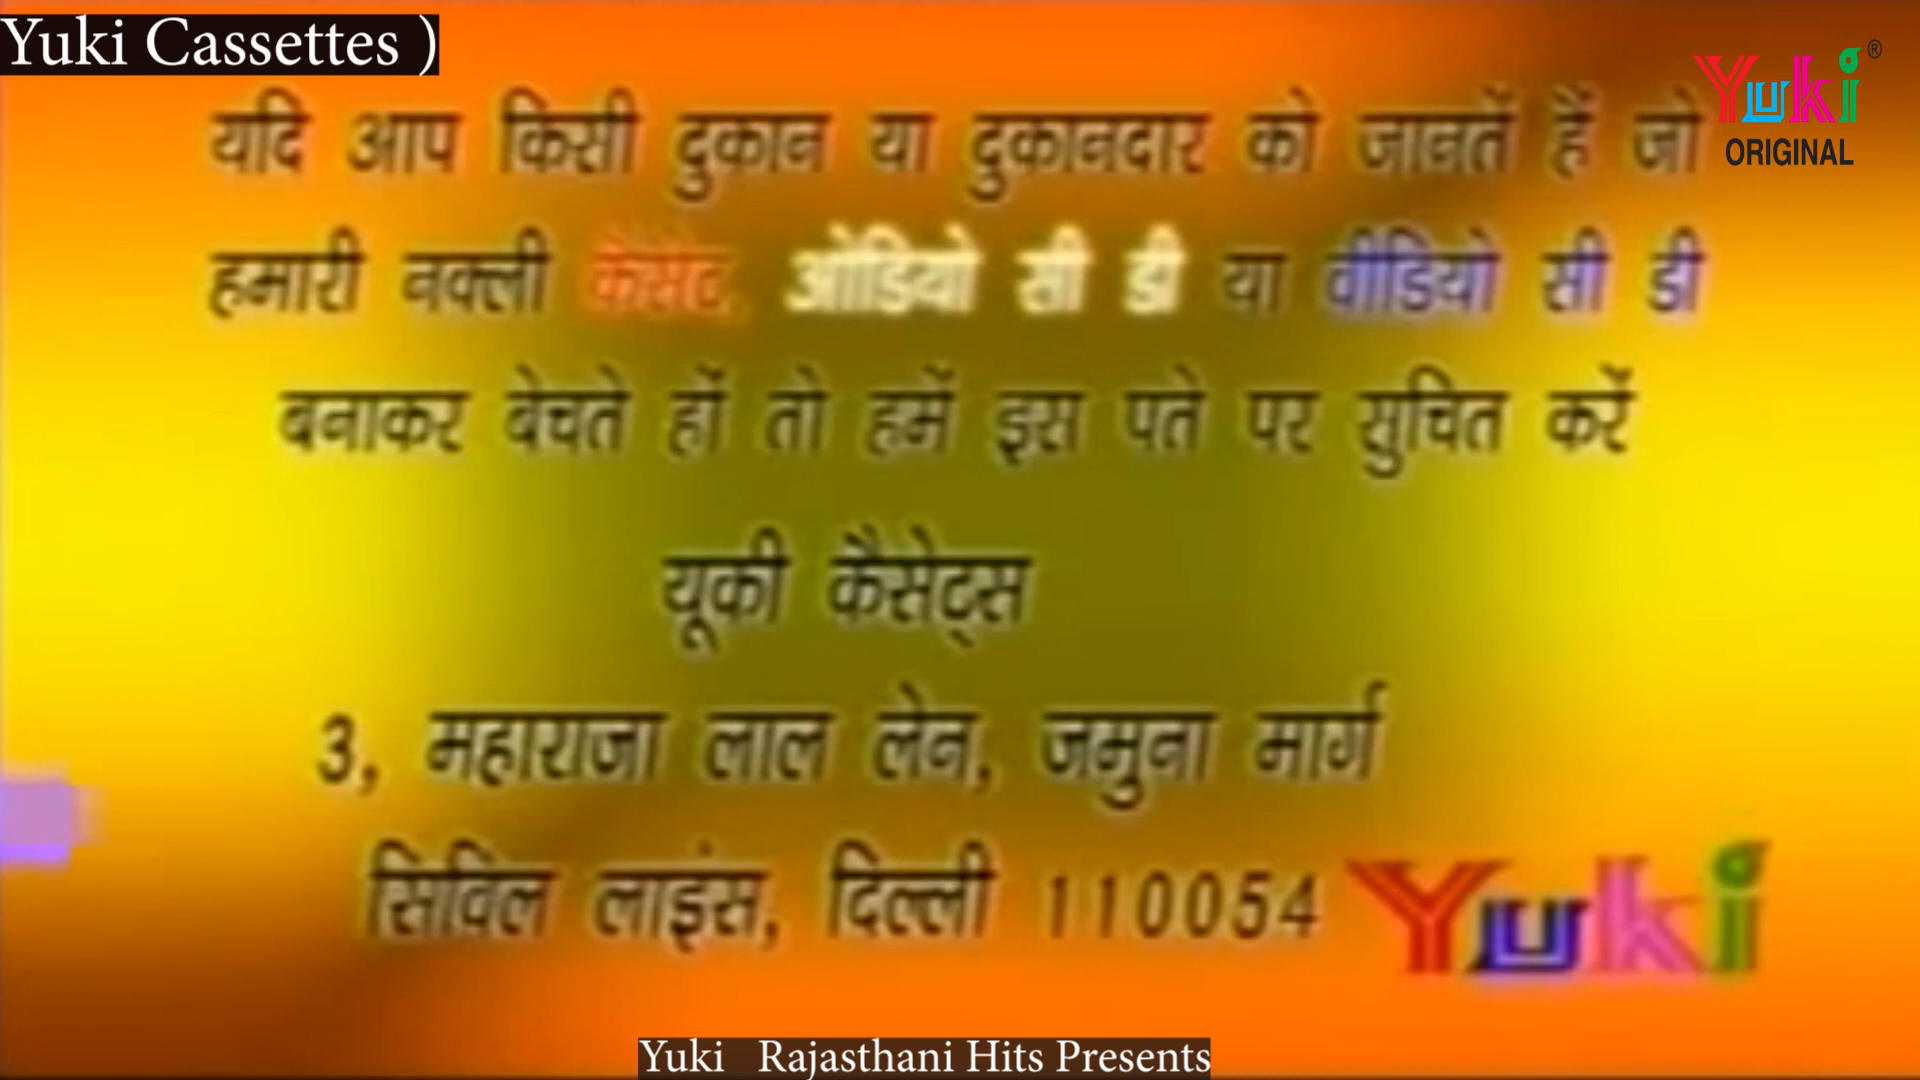 Yuki Cassettes )
Yuki ®
ORIGINAL
यदि आप किसी दुकान या दुकानदार को जानतें हैं जो
हमारी नक्ली कैसेट, ओडियो सी डी या वीडियो सी डी
बनाकर बेचते हों तो हमें इस पते पर सुचित करें
यूकी कैसेट्स
3, महाराजा लाल लेन, जमुना मार्ग
सिविल लाइंस, दिल्ली 110054
Yuki
Yuki Rajasthani Hits Presents